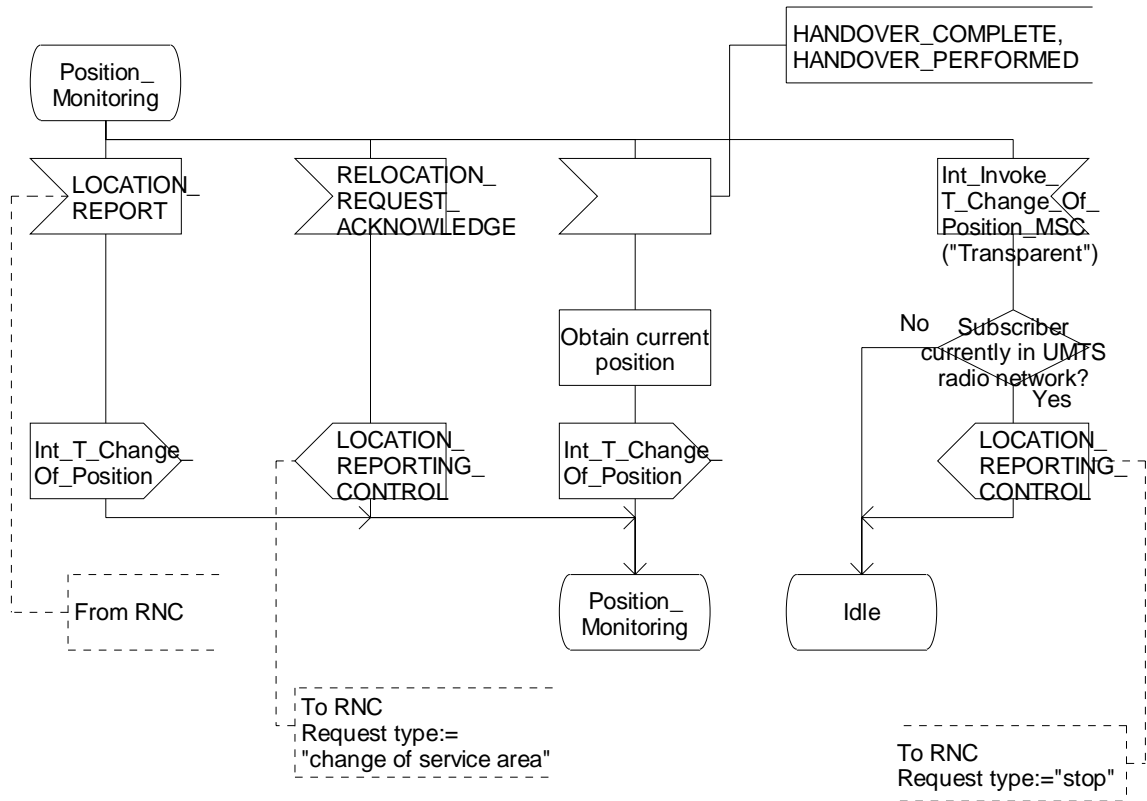 HANDOVER_COMPLETE,
HANDOVER_PERFORMED
Position_
Monitoring
LOCATION_
REPORT
RELOCATION_
REQUEST_
ACKNOWLEDGE
Int_Invoke_
T_Change_Of_
Position_MSC
("Transparent")
Obtain current
position
No
Subscriber
currently in UMTS
radio network?
Yes
Int_T_Change_
Of_Position
LOCATION_
REPORTING_
CONTROL
Int_T_Change_
Of_Position
LOCATION_
REPORTING_
CONTROL
From RNC
Position_
Monitoring
Idle
To RNC
Request type:=
"change of service area"
To RNC
Request type:="stop"